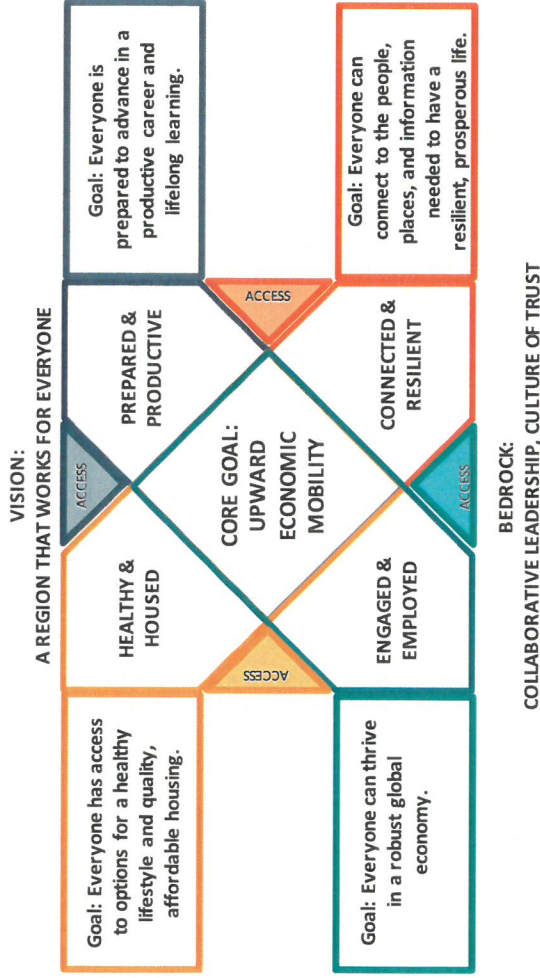 VISION:
A REGION THAT WORKS FOR EVERYONE
Goal: Everyone has access
to options for a healthy
lifestyle and quality,
affordable housing.
HEALTHY &
HOUSED
ACCESS
PREPARED &
PRODUCTIVE
Goal: Everyone is
prepared to advance in a
productive career and
lifelong learning.
ACCESS
CORE GOAL:
UPWARD
ECONOMIC
MOBILITY
ACCESS
Goal: Everyone can thrive
in a robust global
economy.
ENGAGED &
EMPLOYED
ACCESS
CONNECTED &
RESILIENT
Goal: Everyone can
connect to the people,
places, and information
needed to have a
resilient, prosperous life.
BEDROCK:
COLLABORATIVE LEADERSHIP, CULTURE OF TRUST